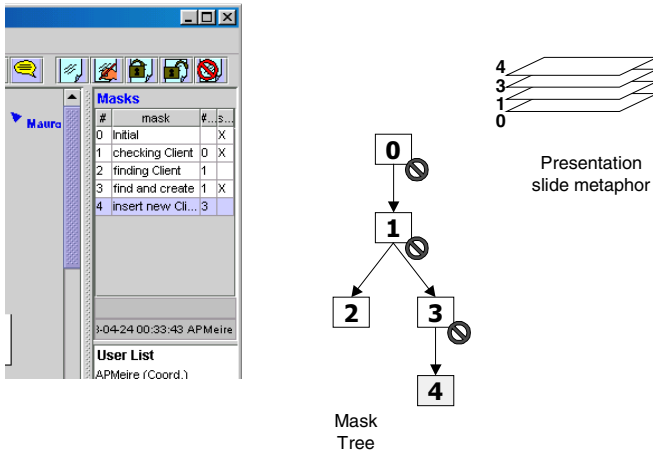 Masks
# mask #... s...
0 Initial X
1 checking Client 0 X
2 finding Client 1
3 find and create 1 X
4 insert new Cli... 3
Mauro
3-04-24 00:33:43 APMeire
User List
APMeire (Coord.)
0
1
2 3
4
Mask
Tree
4
3
1
0
Presentation
slide metaphor